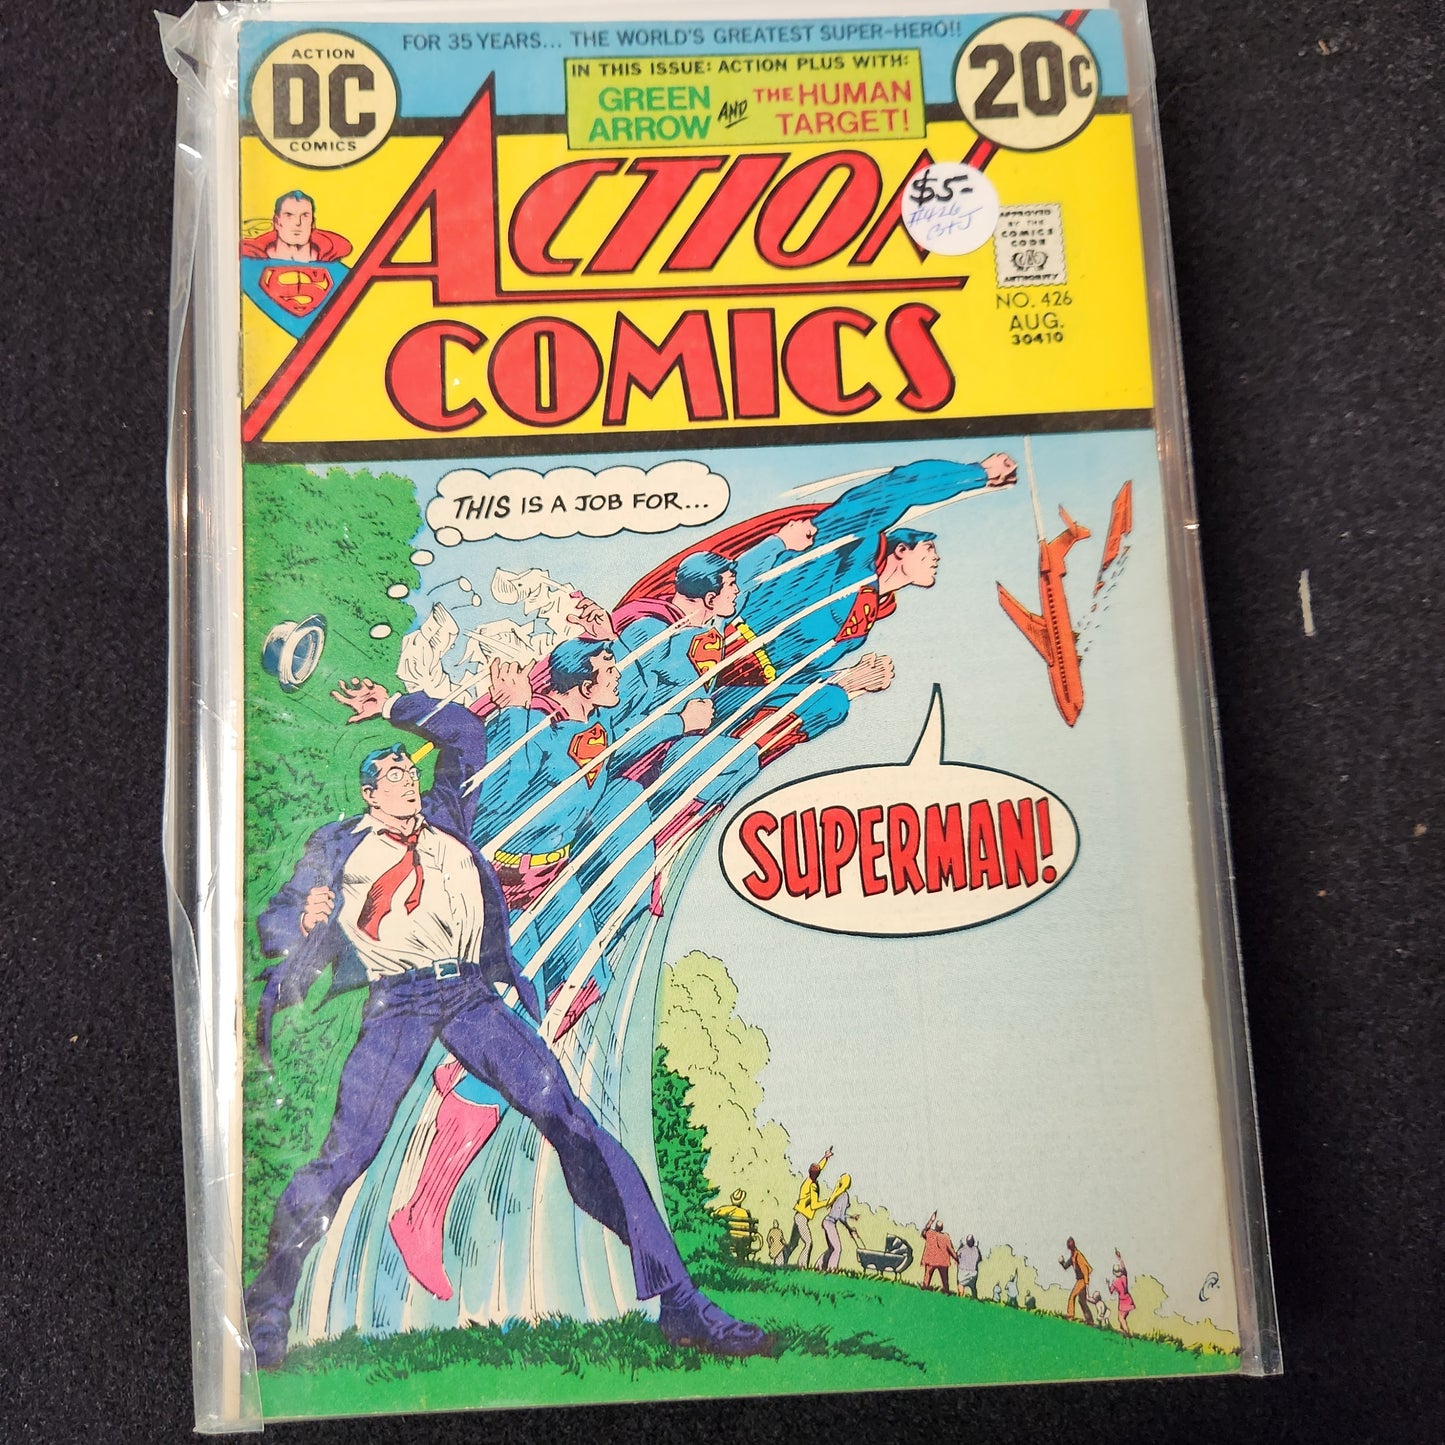 FOR 35 YEARS... THE WORLD'S GREATEST SUPER-HERO!!
ACTION
DC
COMICS
IN THIS ISSUE: ACTION PLUS WITH:
GREEN
ARROW
AND
THE HUMAN
TARGET!
20¢
ACTION
COMICS
$5-
#426
APPROVED
BY THE
COMICS
CODE
AUTHORITY
NO. 426
AUG.
30410
S
THIS IS A JOB FOR...
SUPERMAN!